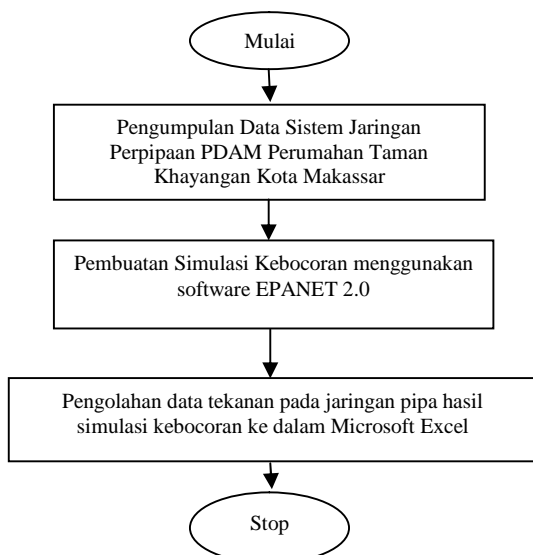 Mulai
Pengumpulan Data Sistem Jaringan
Perpipaan PDAM Perumahan Taman
Khayangan Kota Makassar
Pembuatan Simulasi Kebocoran menggunakan
software EPANET 2.0
Pengolahan data tekanan pada jaringan pipa hasil
simulasi kebocoran ke dalam Microsoft Excel
Stop